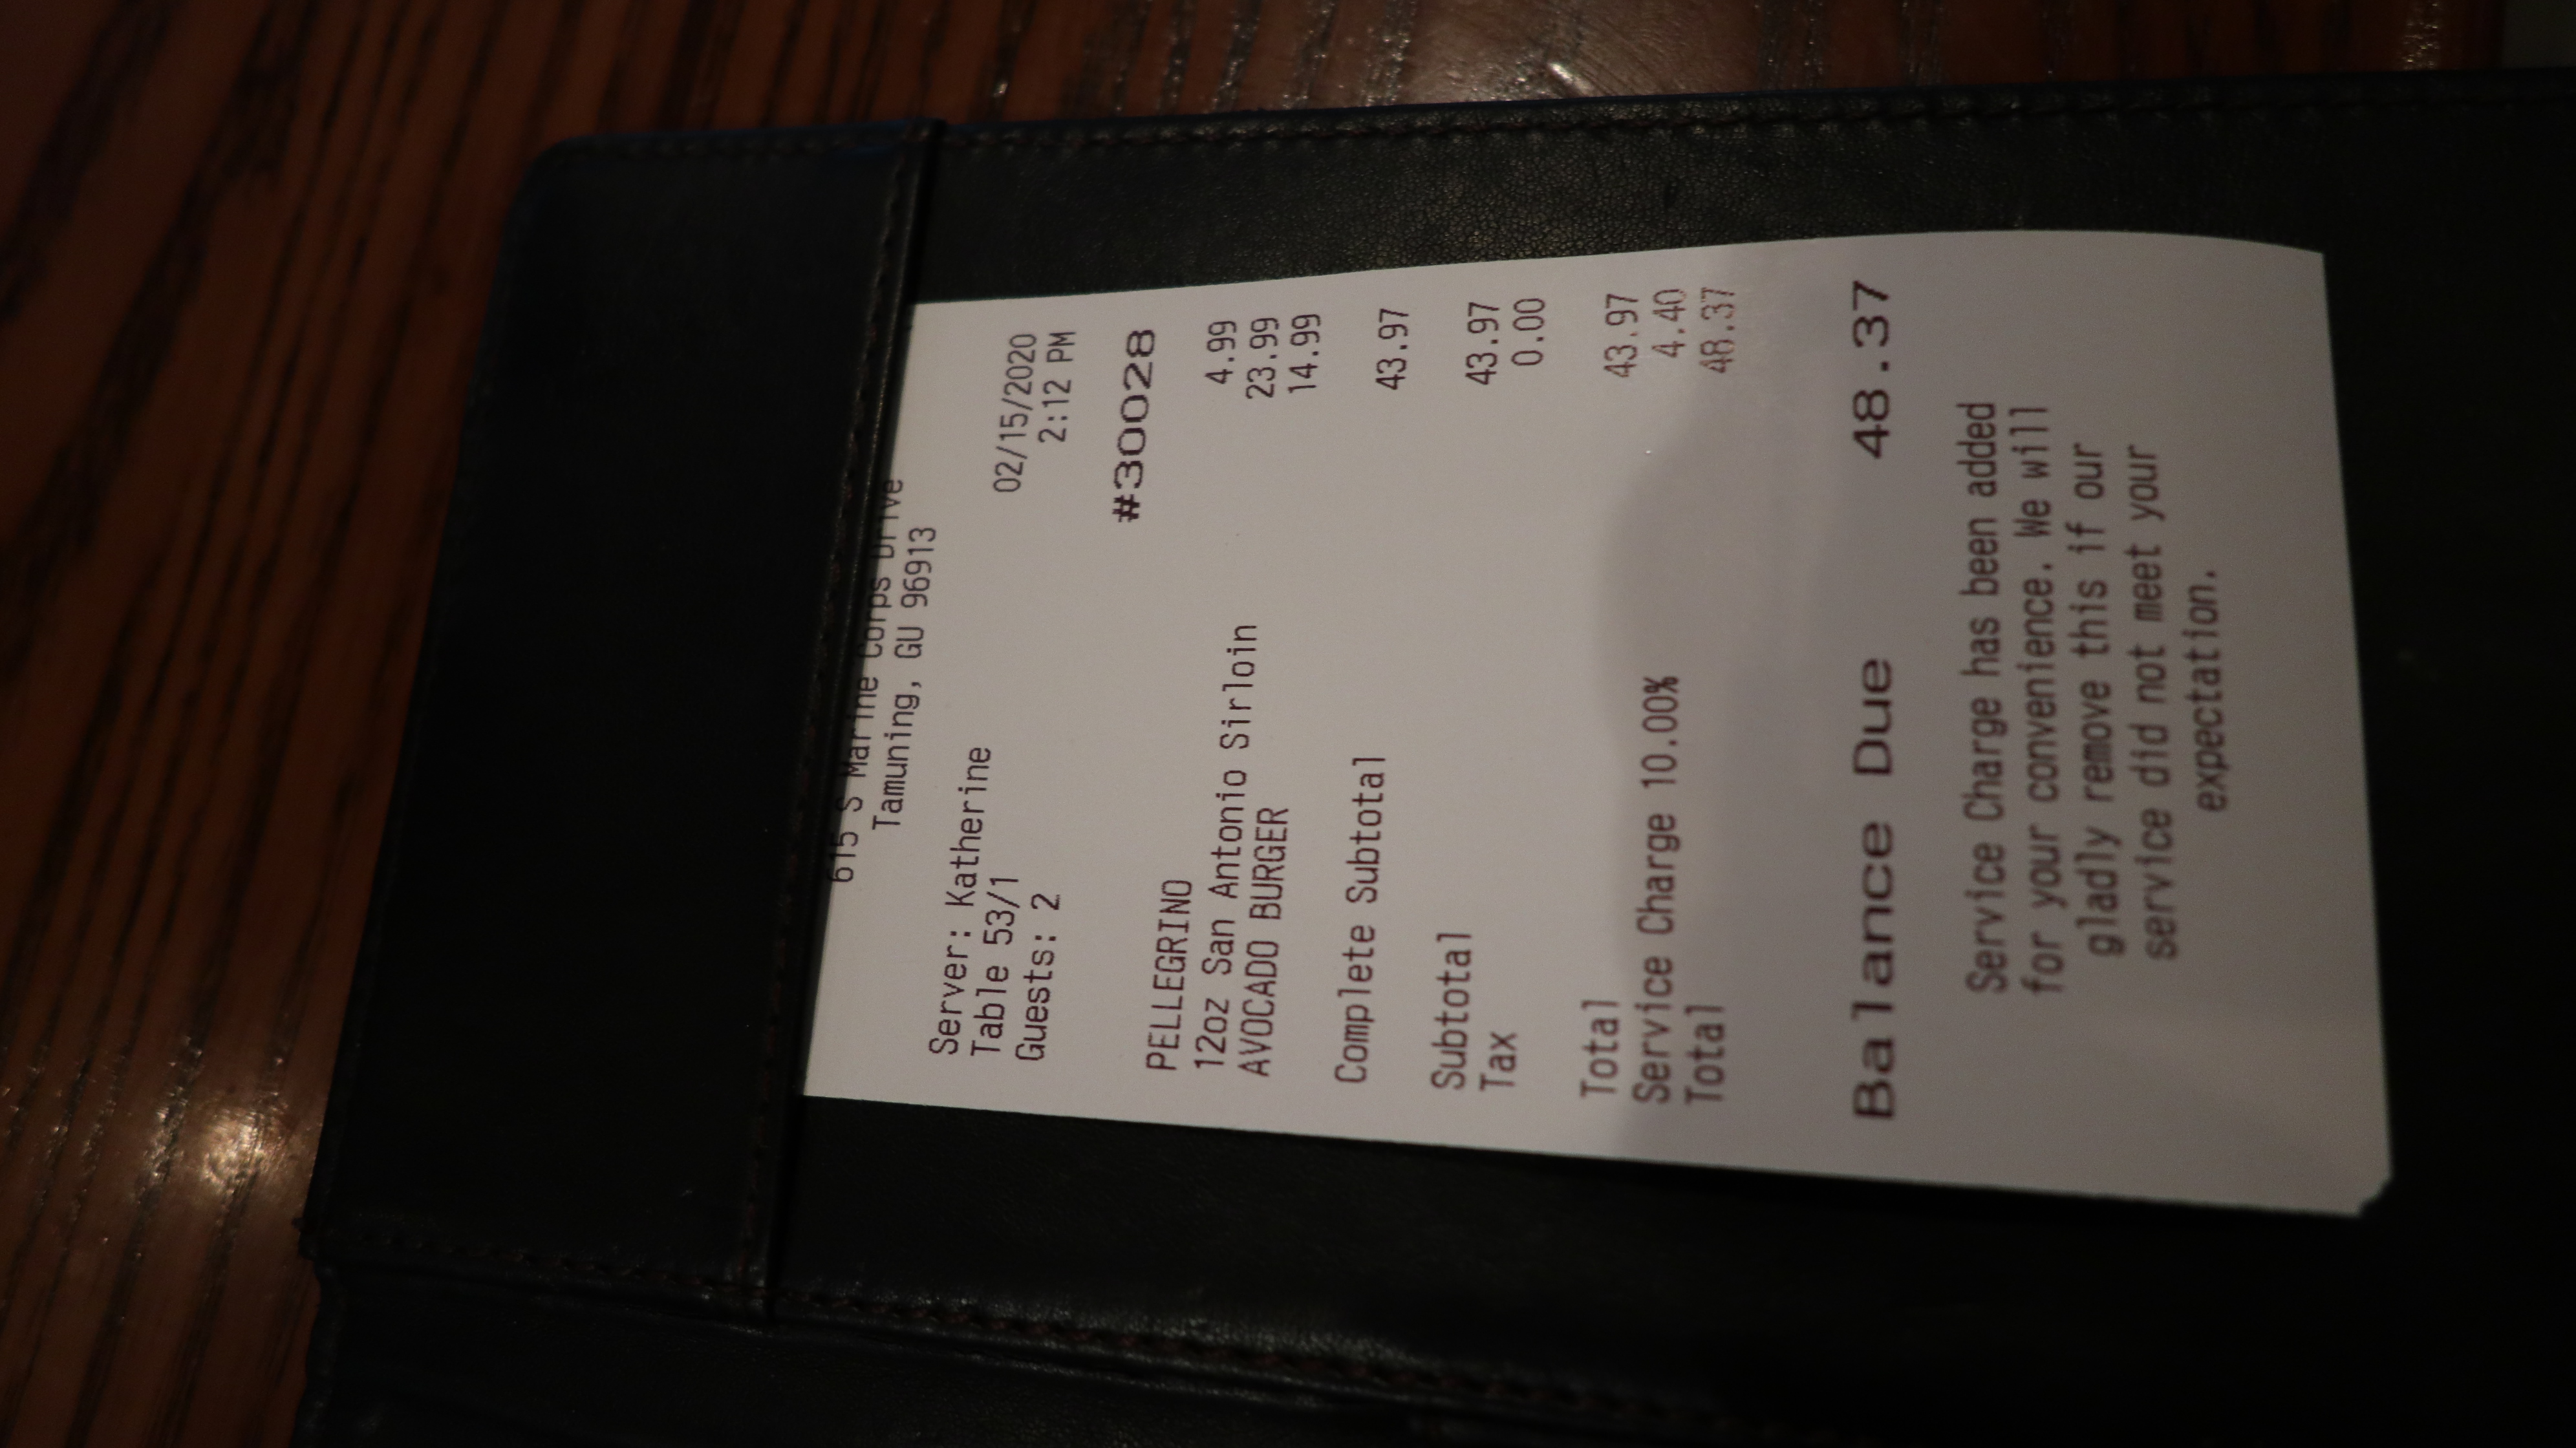 615 S Marine Corps Drive
Tamuning, GU 96913
Server: Katherine 02/15/2020
Table 53/1 2:12 PM
Guests: 2
#30028
PELLEGRINO 4.99
12oz San Antonio Sirloin 23.99
AVOCADO BURGER 14.99
Complete Subtotal 43.97
Subtotal 43.97
Tax 0.00
Total 43.97
Service Charge 10.00% 4.40
Total 48.37
Balance Due 48.37
Service Charge has been added
for your convenience. We will
gladly remove this if our
service did not meet your
expectation.